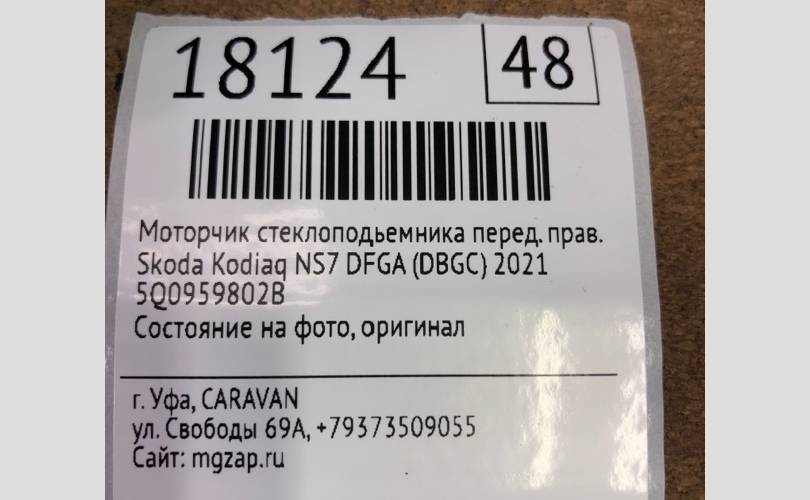 18124
48
Моторчик стеклоподьемника перед. прав.
Skoda Kodiaq NS7 DFGA (DBGC) 2021
5Q0959802B
Состояние на фото, оригинал
г. Уфа, CARAVAN
ул. Свободы 69А, +79373509055
Сайт: mgzap.ru